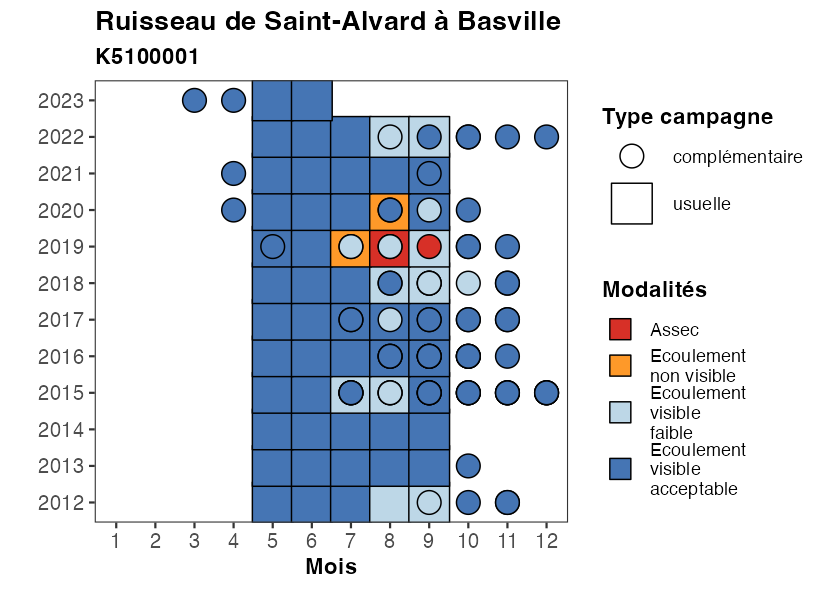 Ruisseau de Saint-Alvard à Basville
K5100001
2023
2022
2021
2020
2019
2018
2017
2016
2015
2014
2013
2012
1 2 3 4 5 6 7 8 9 10 11 12
Mois
Type campagne
complémentaire
usuelle
Modalités
Assec
Ecoulement
non visible
Ecoulement
visible
faible
Ecoulement
visible
acceptable